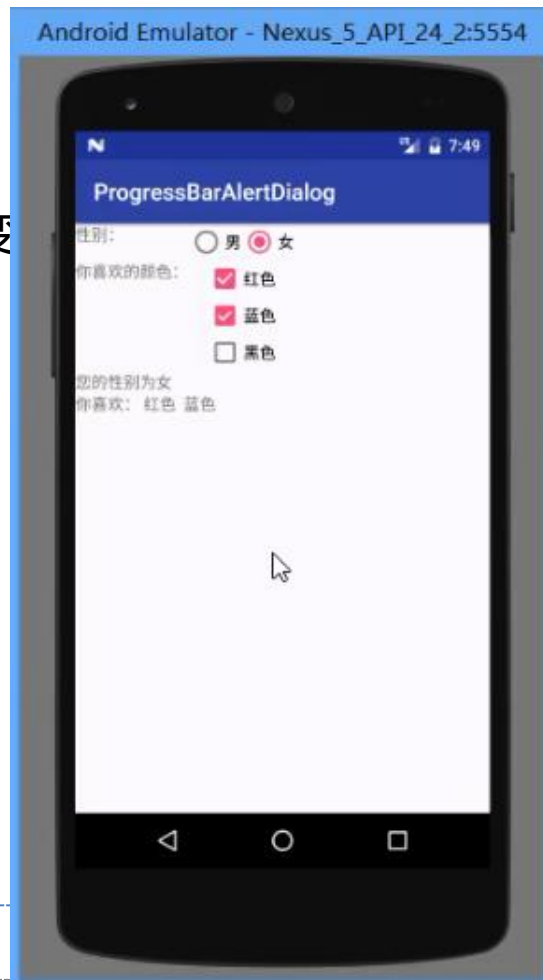 Android Emulator - Nexus_5_API_24_2:5554
7:49
ProgressBarAlertDialog
性别： 男 女
你喜欢的颜色： 红色
蓝色
黑色
您的性别为女
你喜欢： 红色 蓝色